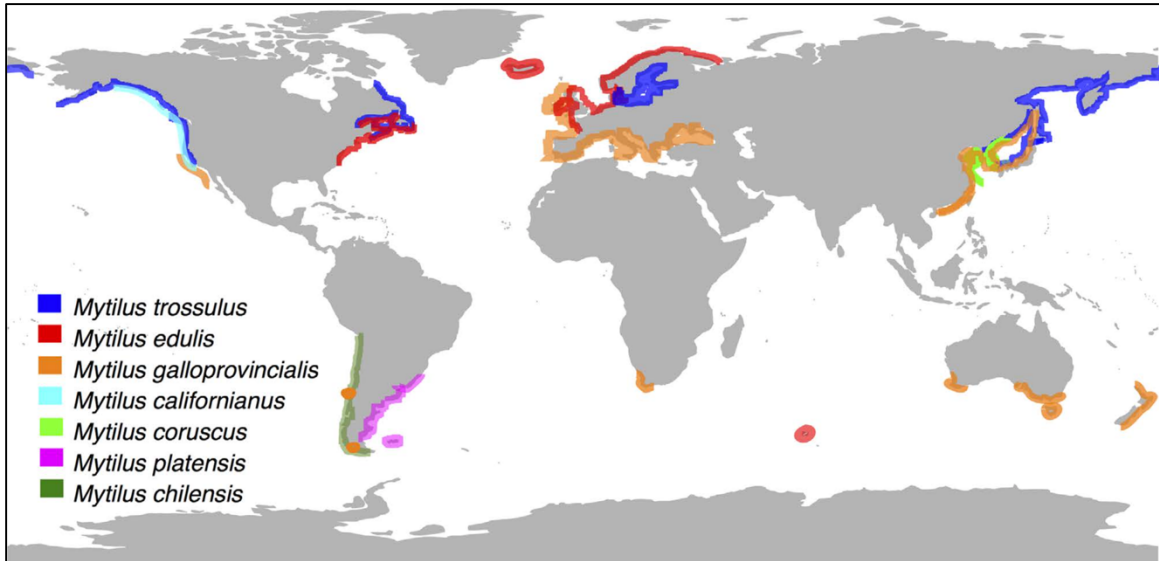 Mytilus trossulus
Mytilus edulis
Mytilus galloprovincialis
Mytilus californianus
Mytilus coruscus
Mytilus platensis
Mytilus chilensis